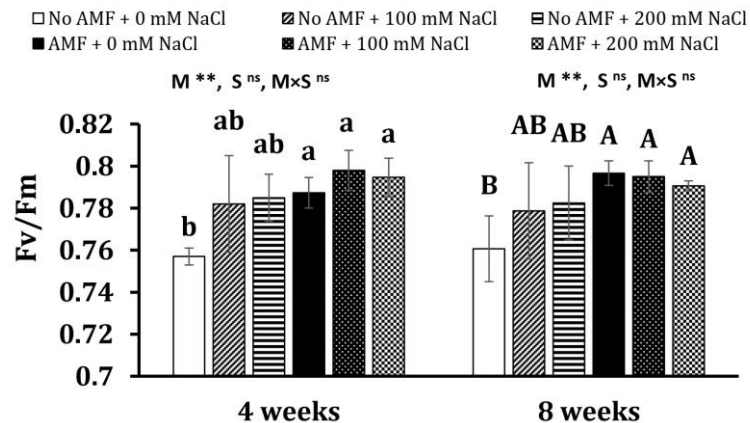 No AMF + 0 mM NaCl No AMF + 100 mM NaCl No AMF + 200 mM NaCl
AMF + 0 mM NaCl AMF + 100 mM NaCl AMF + 200 mM NaCl
M **, S ns, M×S ns M **, S ns, M×S ns
0.82
0.8
0.78
0.76
0.74
0.72
0.7
Fv/Fm
b ab ab a a a
B AB AB A A A
4 weeks 8 weeks